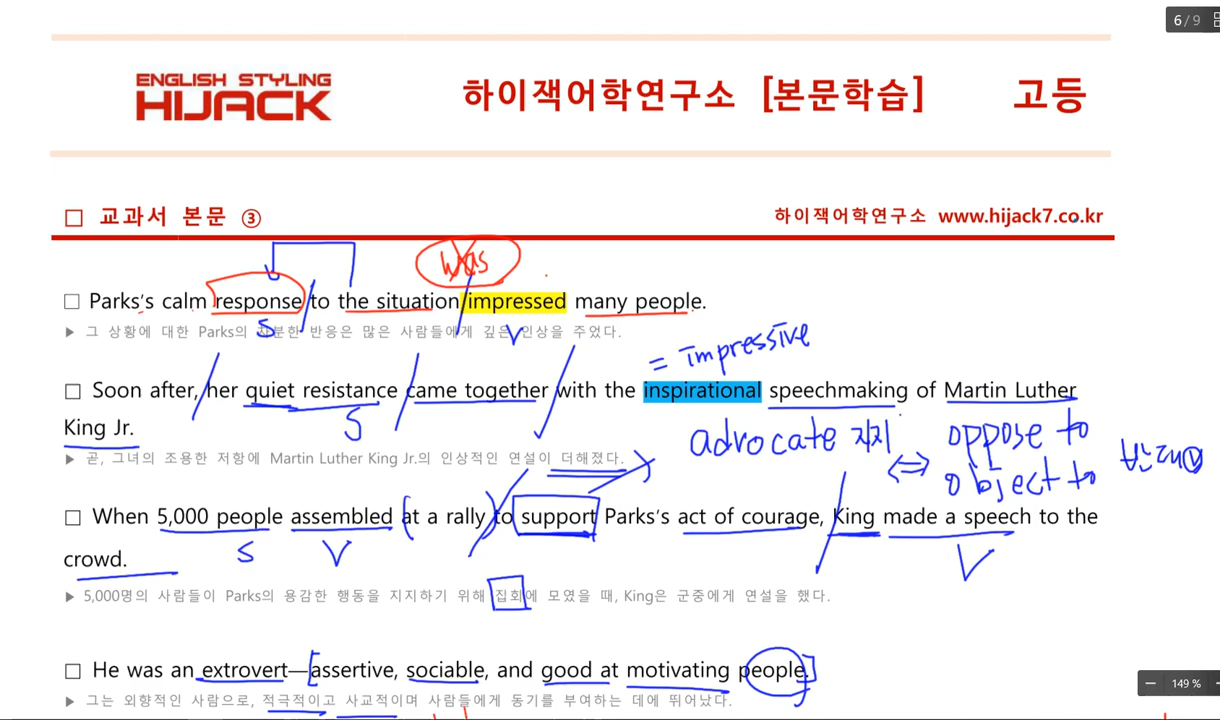 6 / 9
ENGLISH STYLING
HIJACK
하이잭어학연구소 [본문학습] 고등
□ 교과서 본문 ③ 하이잭어학연구소 www.hijack7.co.kr
was
□ Parks's calm response to the situation impressed many people.
▶ 그 상황에 대한 Parks의 차분한 반응은 많은 사람들에게 깊은 인상을 주었다.
S V
= impressive
□ Soon after, her quiet resistance came together with the inspirational speechmaking of Martin Luther
King Jr.
S
advocate 지지 ⇔ oppose to
object to 반대
▶ 곧, 그녀의 조용한 저항에 Martin Luther King Jr.의 인상적인 연설이 더해졌다.
□ When 5,000 people assembled at a rally to support Parks's act of courage, King made a speech to the
crowd.
S V V
▶ 5,000명의 사람들이 Parks의 용감한 행동을 지지하기 위해 집회에 모였을 때, King은 군중에게 연설을 했다.
□ He was an extrovert—assertive, sociable, and good at motivating people.
▶ 그는 외향적인 사람으로, 적극적이고 사교적이며 사람들에게 동기를 부여하는 데에 뛰어났다.
149 %